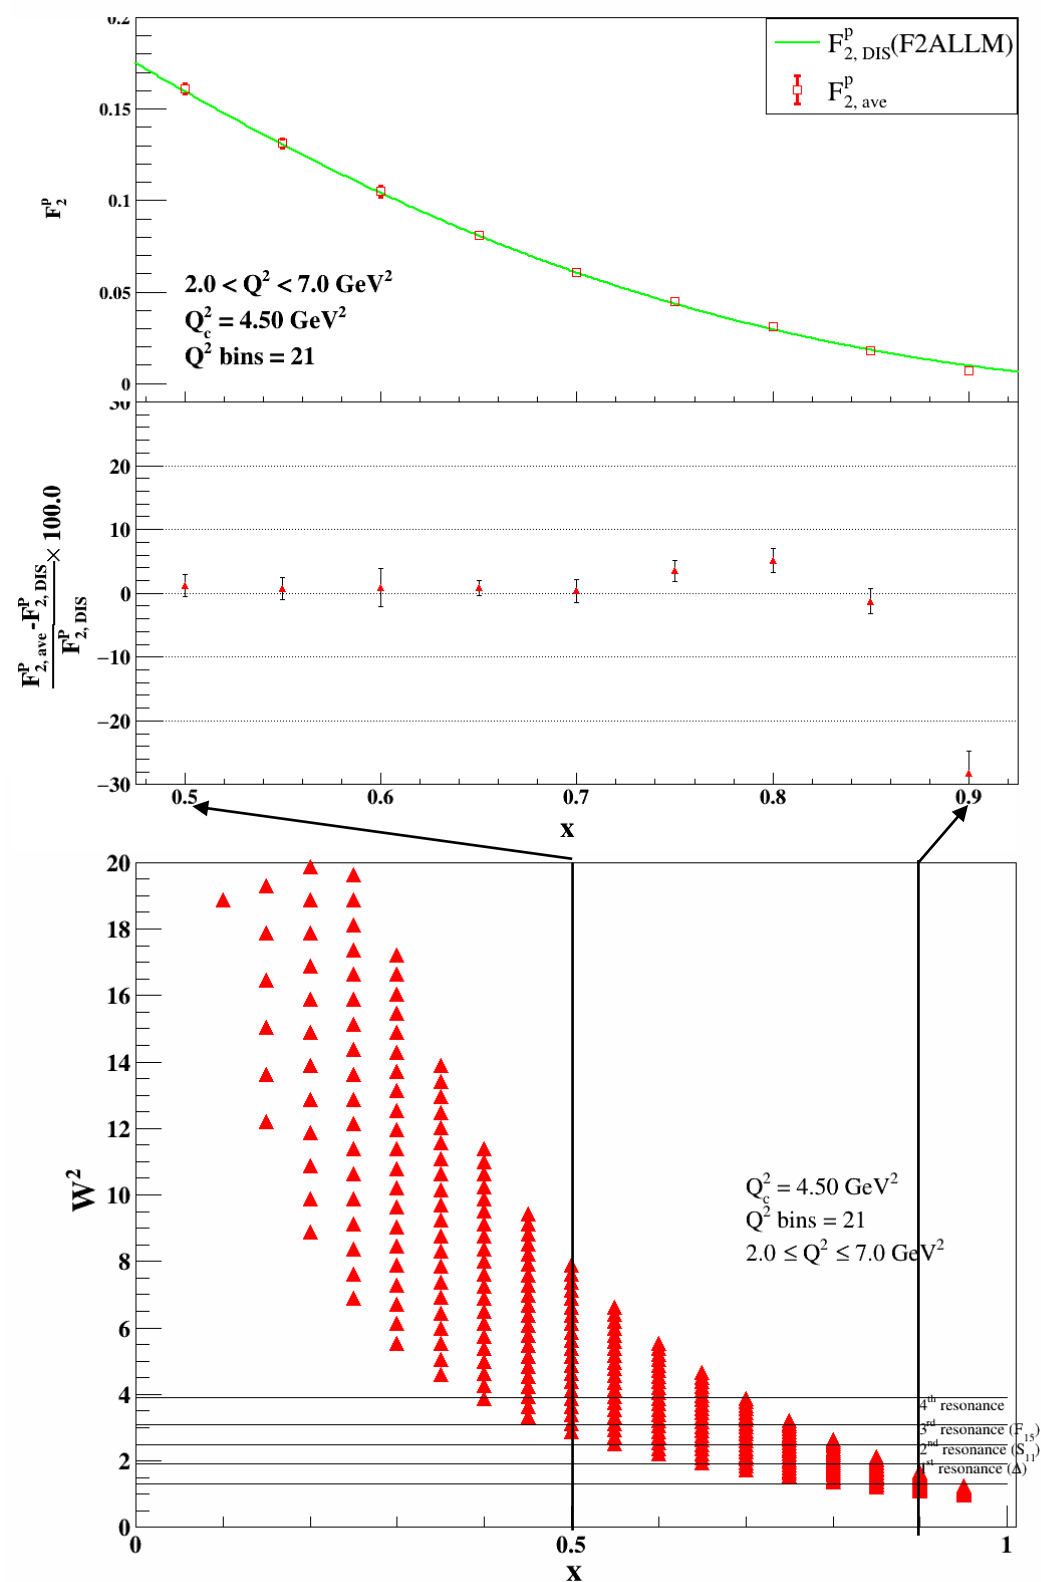 0.2
F₂,DISᵖ(F2ALLM)
F₂,aveᵖ
0.15
0.1
0.05
0
F₂ᵖ
2.0 < Q² < 7.0 GeV²
Q²c = 4.50 GeV²
Q² bins = 21
30
20
10
0
−10
−20
−30
F₂,aveᴾ-F₂,DISᴾ
F₂,DISᴾ
× 100.0
0.5 0.6 0.7 0.8 0.9
x
20
18
16
14
12
10
8
6
4
2
0
W²
Q²c = 4.50 GeV²
Q² bins = 21
2.0 ≤ Q² ≤ 7.0 GeV²
4th resonance
3rd resonance (F₁₅)
2nd resonance (S₁₁)
1st resonance (Δ)
0 0.5 1
x